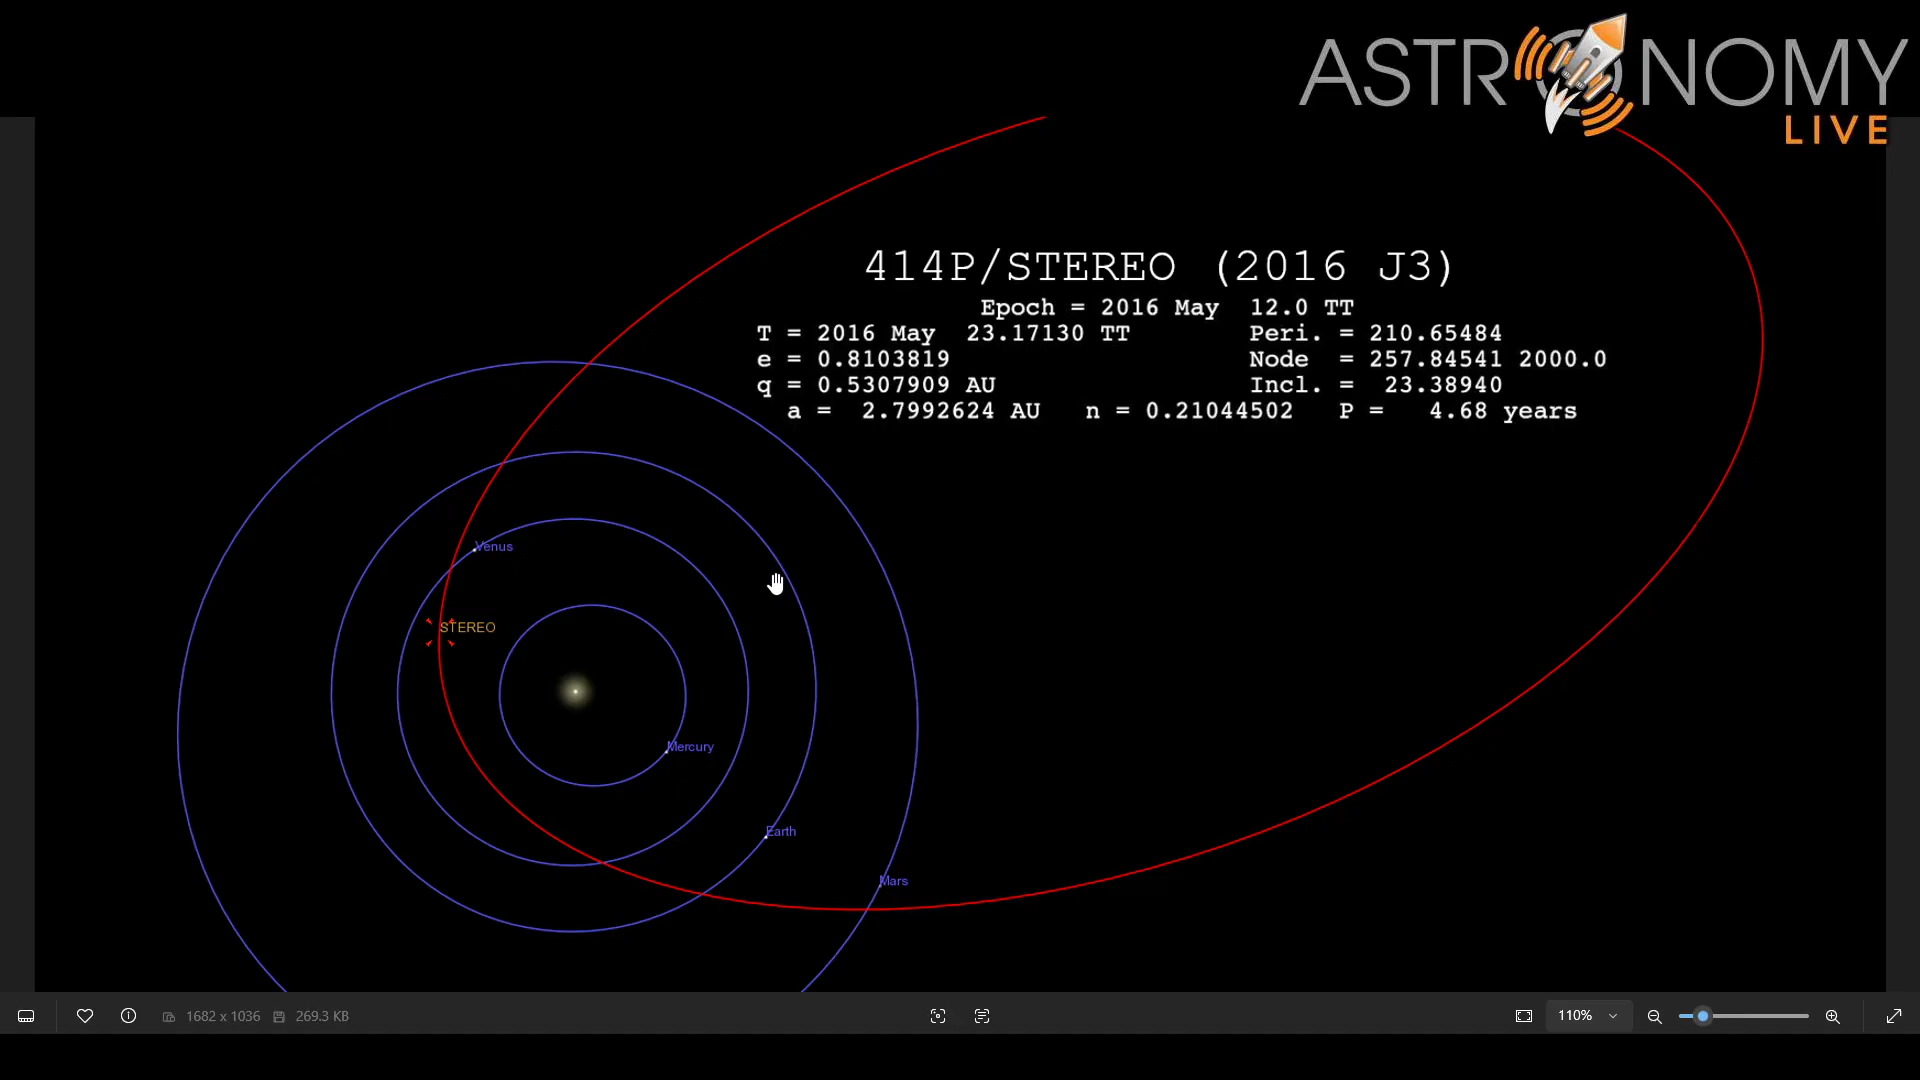 ASTRONOMY
LIVE
414P/STEREO (2016 J3)
Epoch = 2016 May 12.0 TT
T = 2016 May 23.17130 TT Peri. = 210.65484
e = 0.8103819 Node = 257.84541 2000.0
q = 0.5307909 AU Incl. = 23.38940
a = 2.7992624 AU n = 0.21044502 P = 4.68 years
Venus
STEREO
Mercury
Earth
Mars
1682 x 1036 269.3 KB 110%